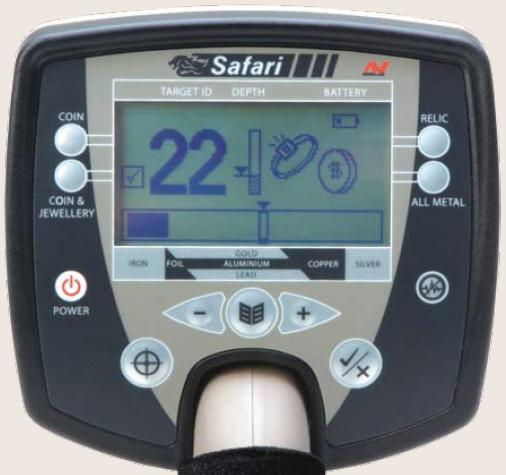 Safari
TARGET ID DEPTH BATTERY
COIN
RELIC
22
$
COIN &
JEWELLERY
ALL METAL
GOLD
IRON FOIL ALUMINIUM COPPER SILVER
LEAD
POWER
- +